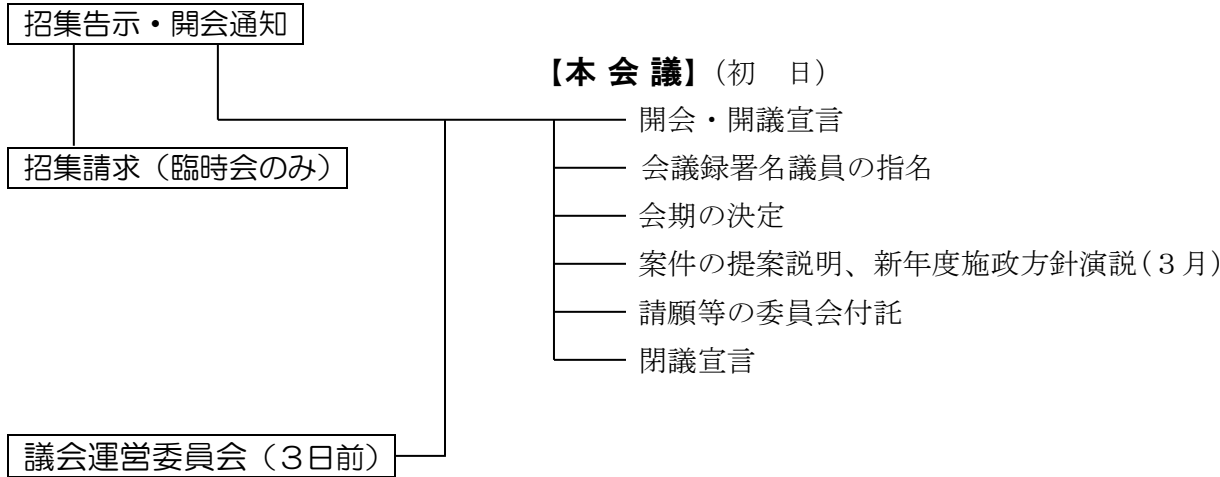 招集告示・開会通知
【本 会 議】（初　日）
開会・開議宣言
招集請求（臨時会のみ）
会議録署名議員の指名
会期の決定
案件の提案説明、新年度施政方針演説（３月）
請願等の委員会付託
閉議宣言
議会運営委員会（３日前）